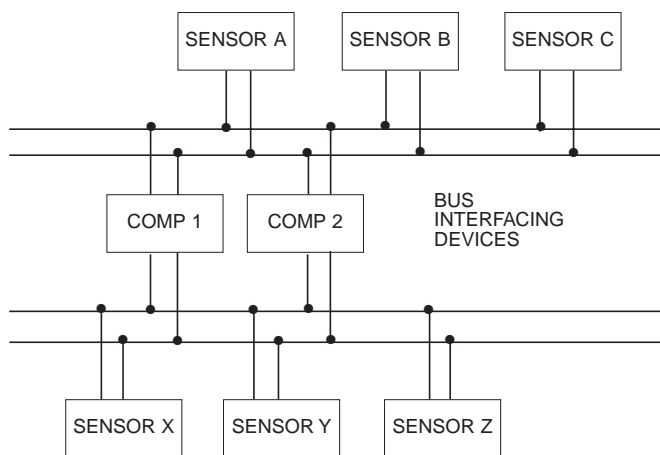 SENSOR A
SENSOR B
SENSOR C
COMP 1
COMP 2
BUS
INTERFACING
DEVICES
SENSOR X
SENSOR Y
SENSOR Z